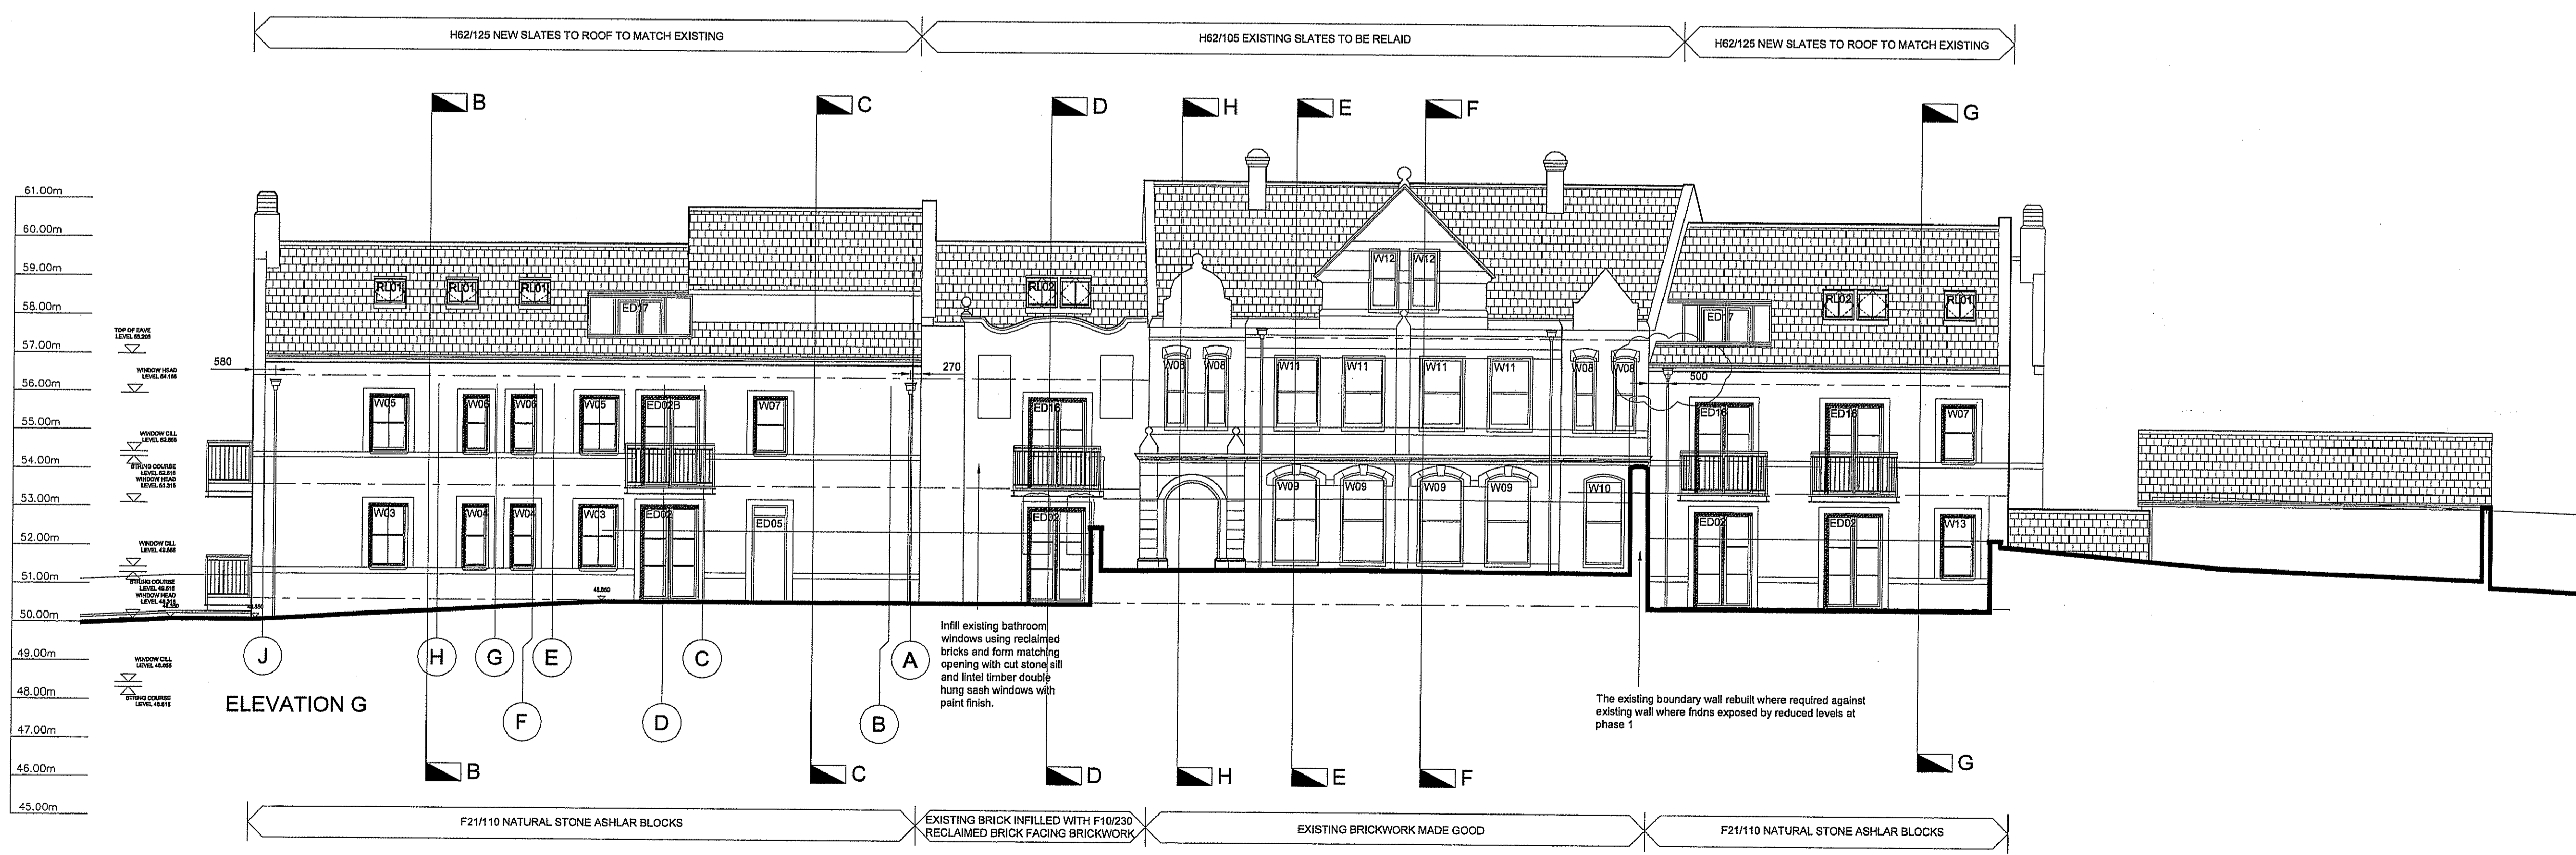 H62/125 NEW SLATES TO ROOF TO MATCH EXISTING
H62/105 EXISTING SLATES TO BE RELAID
H62/125 NEW SLATES TO ROOF TO MATCH EXISTING
B
C
D
H
E
F
G
61.00m
60.00m
59.00m
58.00m
57.00m
56.00m
55.00m
54.00m
53.00m
52.00m
51.00m
50.00m
49.00m
48.00m
47.00m
46.00m
45.00m
TOP OF EAVE
WINDOW HEAD
WINDOW CILL
STRING COURSE
WINDOW HEAD
WINDOW CILL
STRING COURSE
WINDOW HEAD
WINDOW CILL
STRING COURSE
580
270
500
RL01
RL01
RL01
ED17
RL02
W12
W12
ED17
RL02
RL01
W05
W06
W06
W05
ED02B
W07
ED16
W08
W08
W11
W11
W11
W11
W08
W08
ED16
ED16
W07
W03
W04
W04
W03
ED02
ED05
ED02
W09
W09
W09
W09
W10
ED02
ED02
W13
J
H
G
E
C
A
F
D
B
ELEVATION G
Infill existing bathroom
windows using reclaimed
bricks and form matching
opening with cut stone sill
and lintel timber double
hung sash windows with
paint finish.
The existing boundary wall rebuilt where required against
existing wall where fndns exposed by reduced levels at
phase 1
B
C
D
H
E
F
G
F21/110 NATURAL STONE ASHLAR BLOCKS
EXISTING BRICK INFILLED WITH F10/230
RECLAIMED BRICK FACING BRICKWORK
EXISTING BRICKWORK MADE GOOD
F21/110 NATURAL STONE ASHLAR BLOCKS